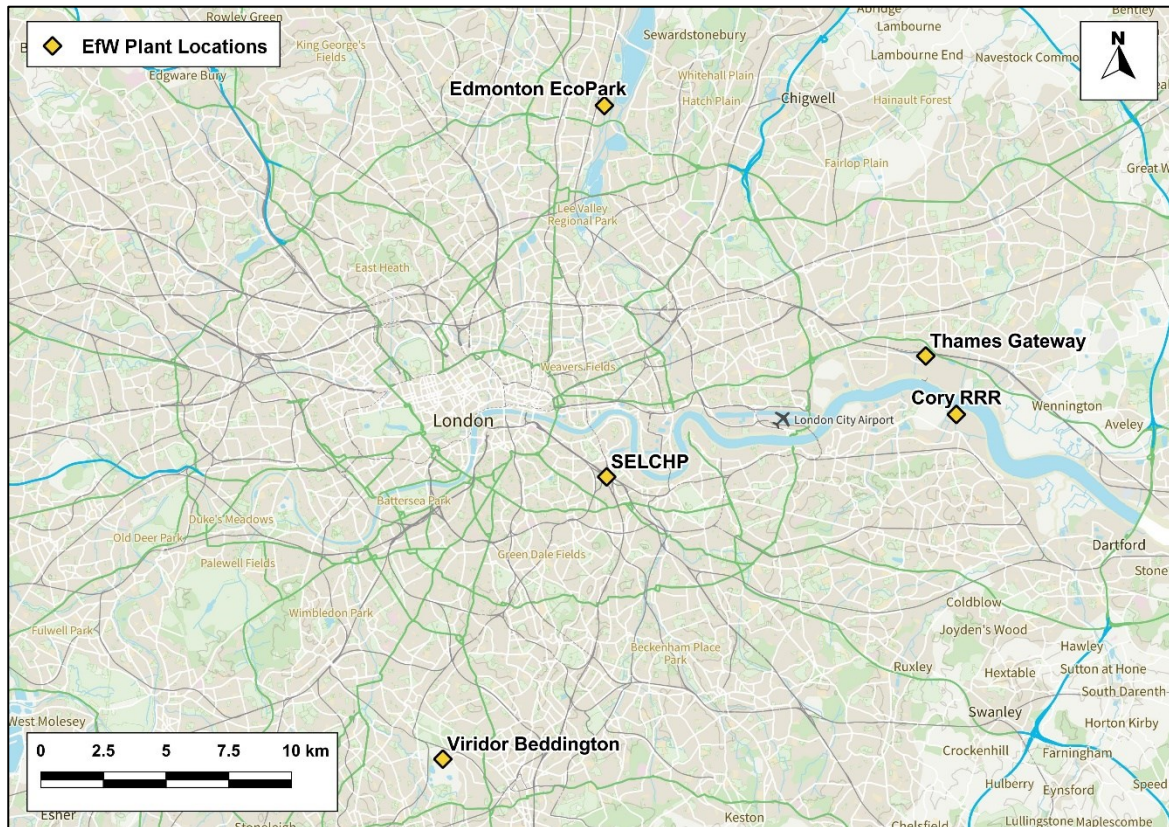 Rowley Green
Abridge
Bentley
EfW Plant Locations
King George's
Fields
Sewardstonebury
Lambourne
Lambourne End
Navestock Commo
N
Edgware Bury
Whitehall Plain
Edmonton EcoPark
Hatch Plain
Chigwell
Hainault Forest
Fairlop Plain
Great W
Lee Valley
Regional Park
East Heath
Thames Gateway
Weavers Fields
Cory RRR
Wennington
London
London City Airport
Aveley
SELCHP
Battersea Park
Duke's Meadows
Old Deer Park
Green Dale Fields
Dartford
Palewell Fields
Stone
Coldblow
Wimbledon Park
Fulwell Park
Joyden's Wood
Beckenham Place
Park
Hawley
Ruxley
Hextable
Sutton at Hone
South Darenth
West Molesey
Swanley
Horton Kirby
0 2.5 5 7.5 10 km
Viridor Beddington
Crockenhill
Farningham
Hulberry
Eynsford
Speed
Esher
Stoneleigh
Keston
Chelsfield
Lullingstone
Maplescombe